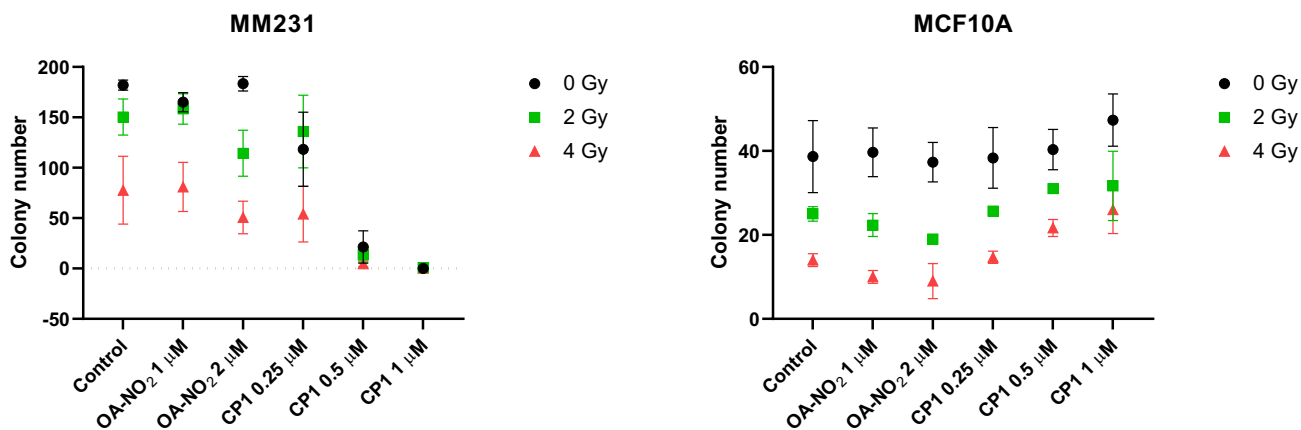 MM231
200
150
100
50
0
-50
Colony number
Control
OA-NO₂ 1 μM
OA-NO₂ 2 μM
CP1 0.25 μM
CP1 0.5 μM
CP1 1 μM
0 Gy
2 Gy
4 Gy
MCF10A
60
40
20
0
Colony number
Control
OA-NO₂ 1 μM
OA-NO₂ 2 μM
CP1 0.25 μM
CP1 0.5 μM
CP1 1 μM
0 Gy
2 Gy
4 Gy